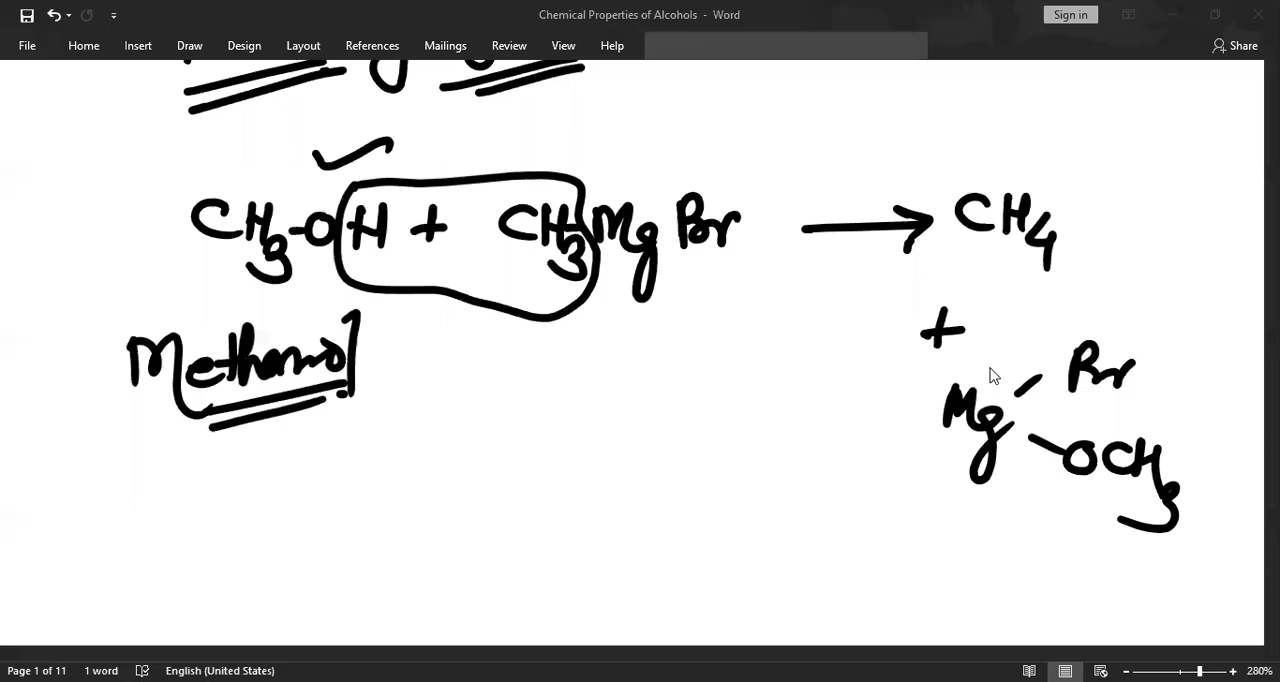 Chemical Properties of Alcohols - Word
Sign in
File Home Insert Draw Design Layout References Mailings Review View Help
Share
CH3-OH + CH3MgBr → CH4
Methanol
+
Mg Br
OCH3
Page 1 of 11 1 word English (United States) 280%